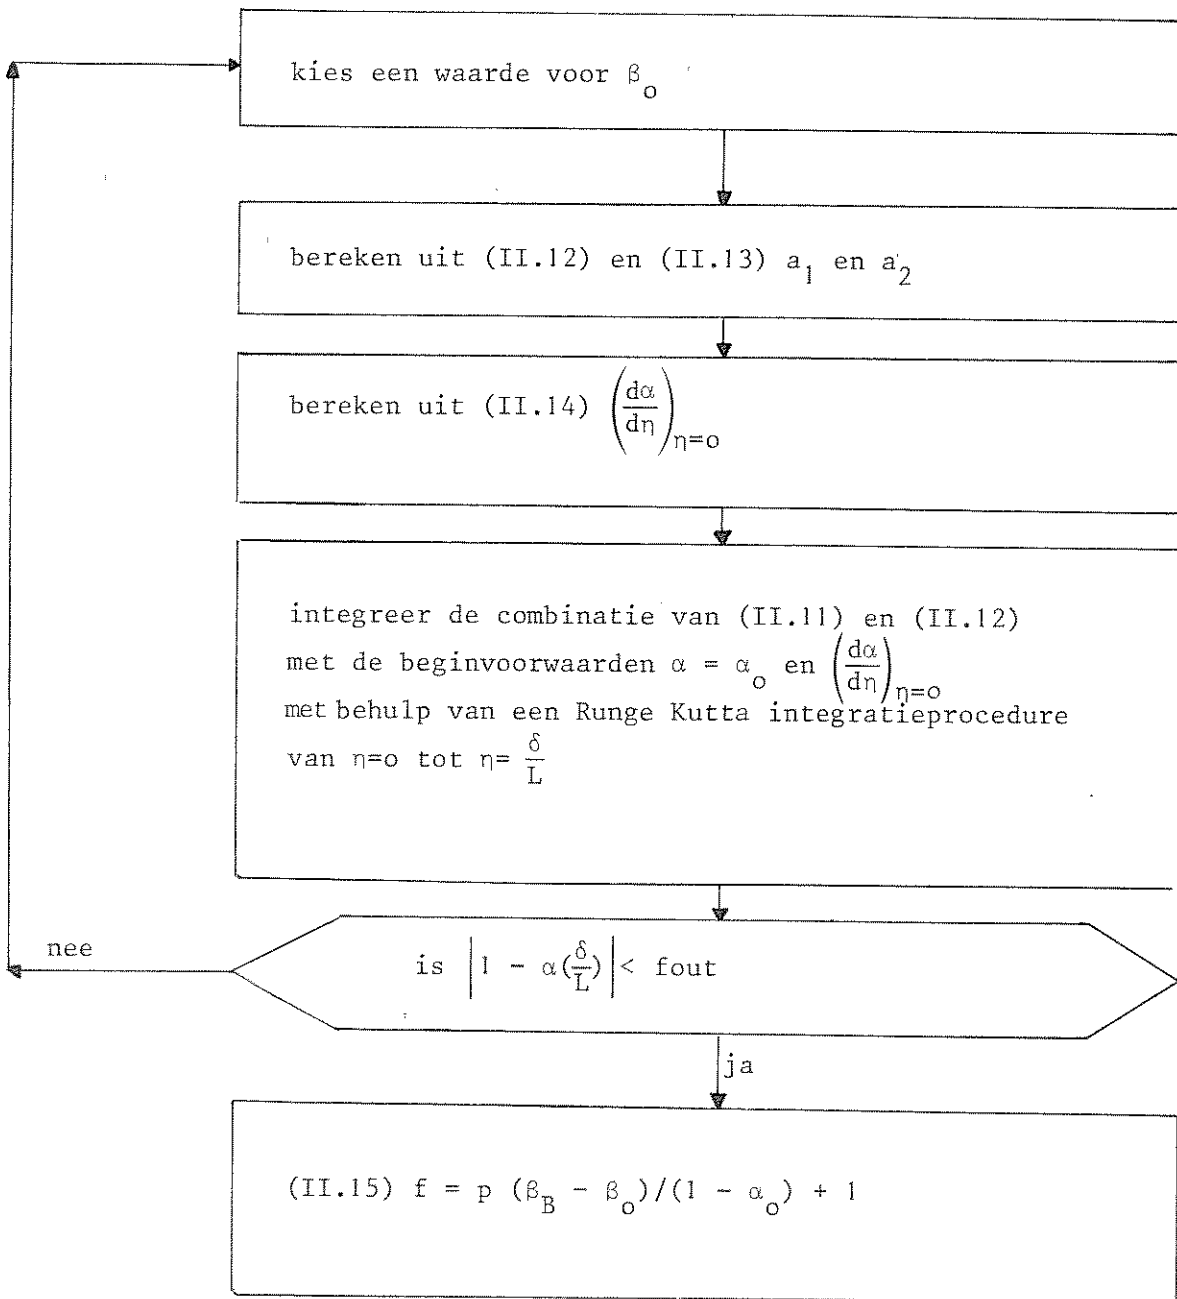 kies een waarde voor β_o
bereken uit (II.12) en (II.13) a_1 en a_2
bereken uit (II.14) (dα/dη)_η=o
integreer de combinatie van (II.11) en (II.12)
met de beginvoorwaarden α = α_o en (dα/dη)_η=o
met behulp van een Runge Kutta integratieprocedure
van η=o tot η= δ/L
nee
is |1 - α(δ/L)| < fout
ja
(II.15) f = p (β_B - β_o)/(1 - α_o) + 1